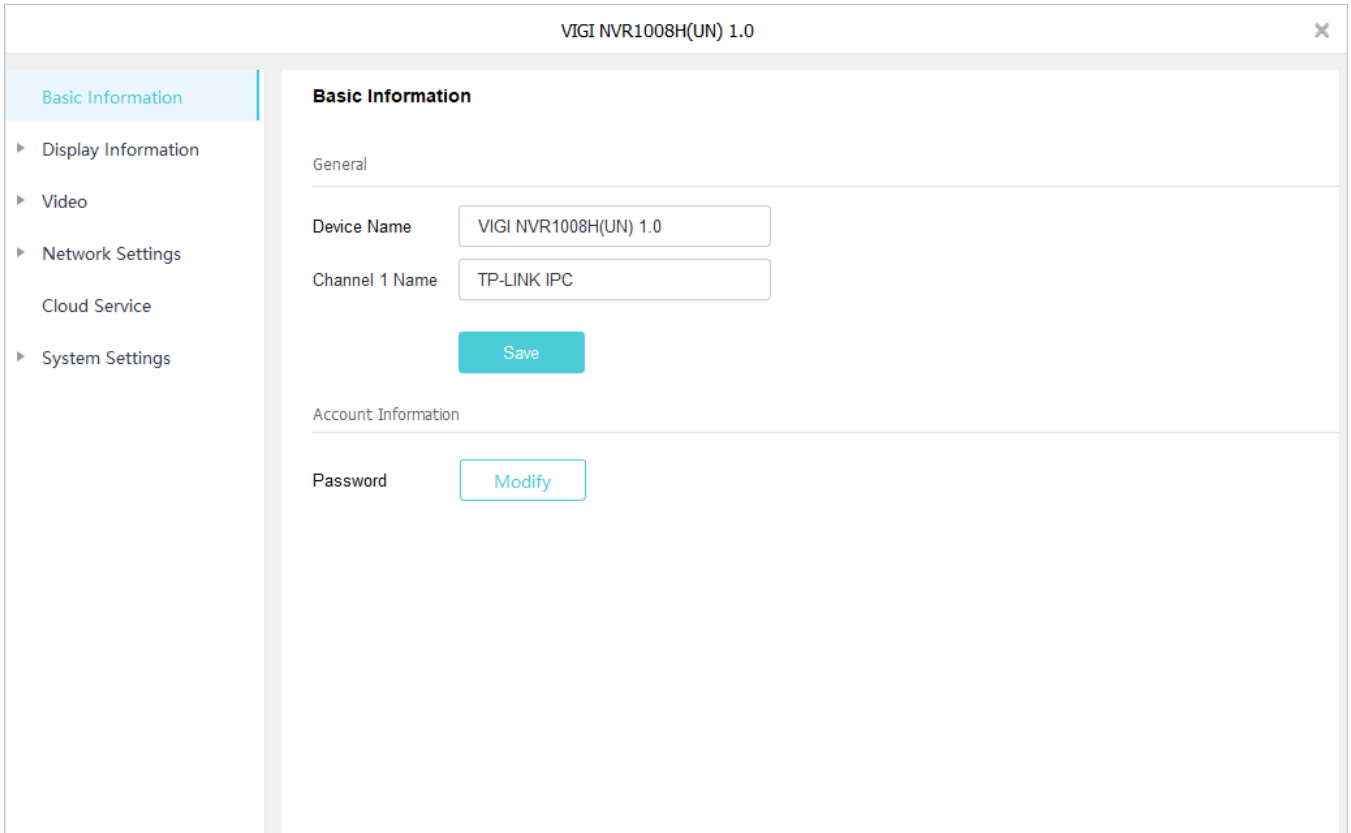 VIGI NVR1008H(UN) 1.0
Basic Information
Display Information
Video
Network Settings
Cloud Service
System Settings
Basic Information
General
Device Name VIGI NVR1008H(UN) 1.0
Channel 1 Name TP-LINK IPC
Save
Account Information
Password Modify